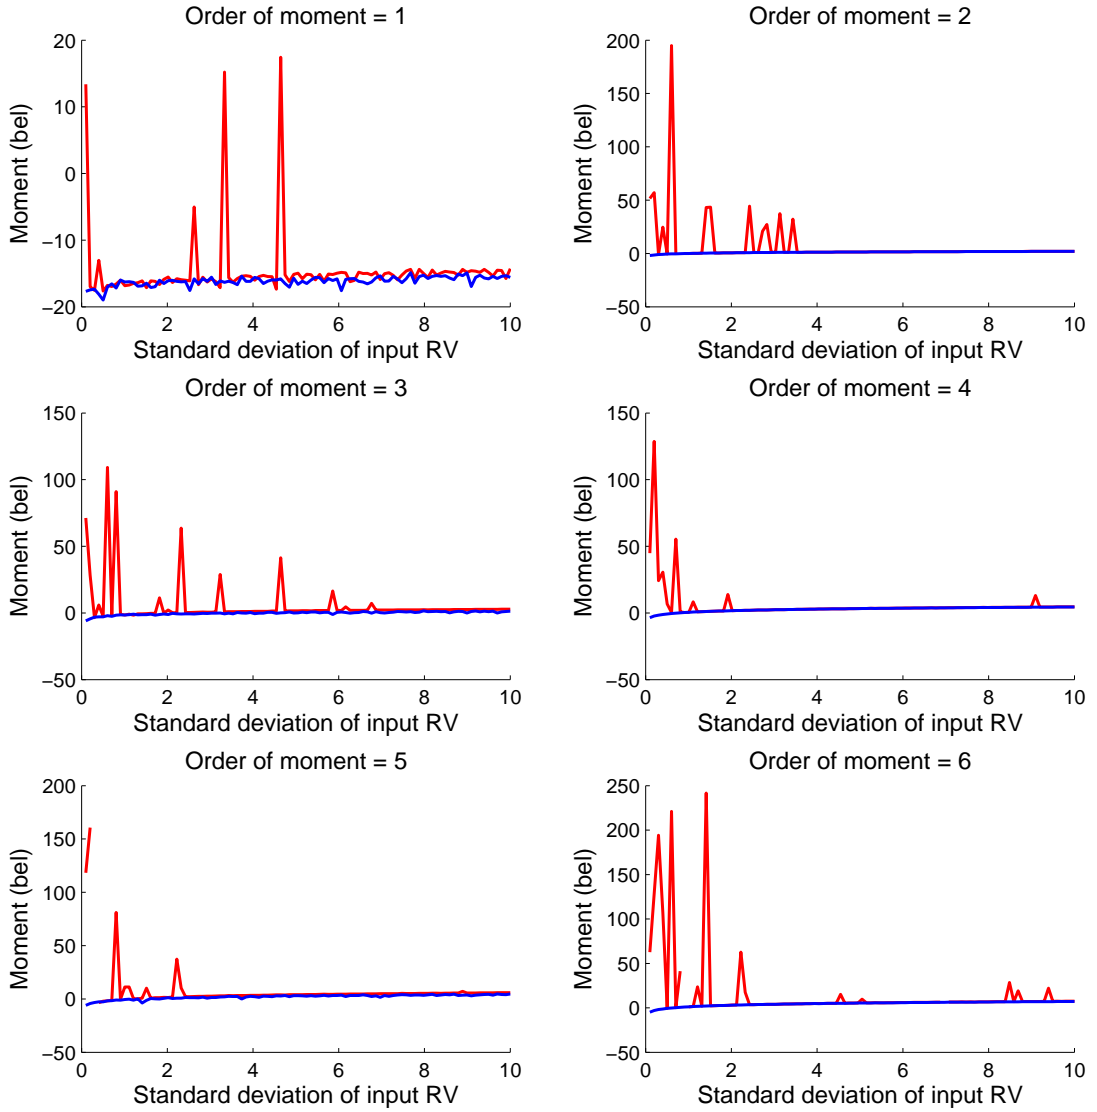 Order of moment = 1
20
10
0
−10
−20
Moment (bel)
0 2 4 6 8 10
Standard deviation of input RV
Order of moment = 2
200
150
100
50
0
−50
Moment (bel)
0 2 4 6 8 10
Standard deviation of input RV
Order of moment = 3
150
100
50
0
−50
Moment (bel)
0 2 4 6 8 10
Standard deviation of input RV
Order of moment = 4
150
100
50
0
−50
Moment (bel)
0 2 4 6 8 10
Standard deviation of input RV
Order of moment = 5
200
150
100
50
0
−50
Moment (bel)
0 2 4 6 8 10
Standard deviation of input RV
Order of moment = 6
250
200
150
100
50
0
−50
Moment (bel)
0 2 4 6 8 10
Standard deviation of input RV